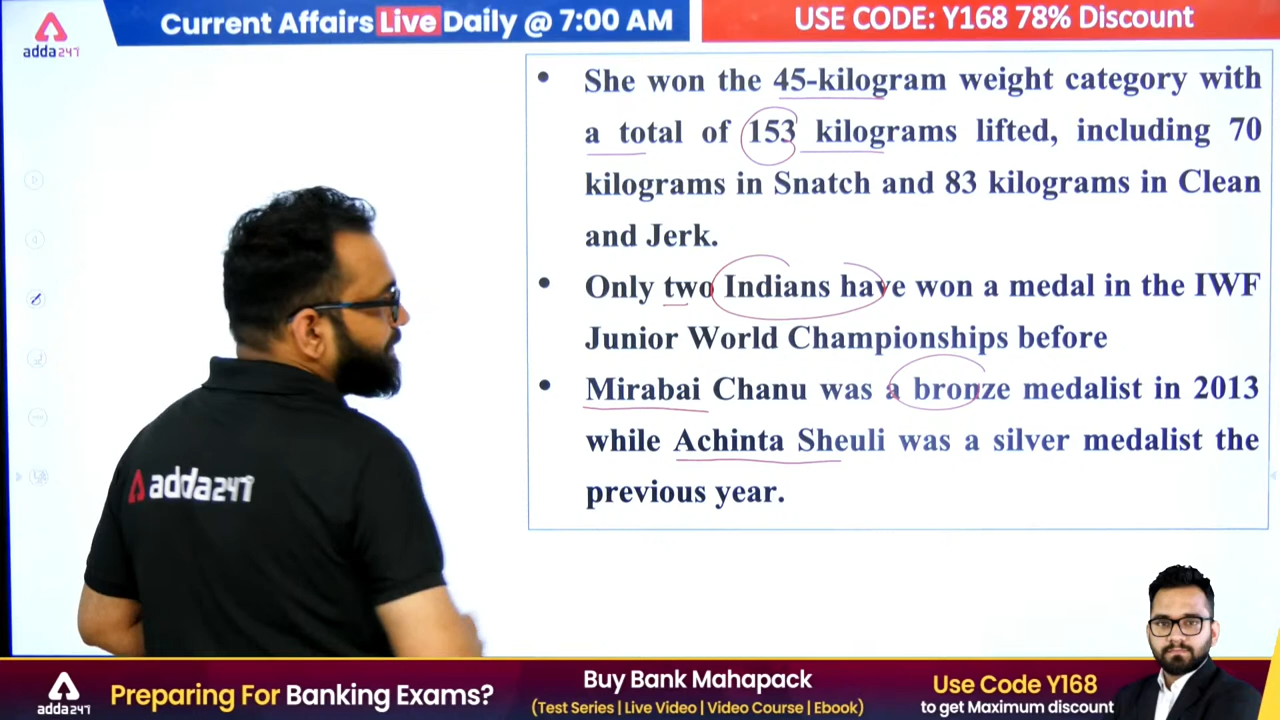 Current Affairs Live Daily @ 7:00 AM
USE CODE: Y168 78% Discount
adda247
• She won the 45-kilogram weight category with
a total of 153 kilograms lifted, including 70
kilograms in Snatch and 83 kilograms in Clean
and Jerk.
• Only two Indians have won a medal in the IWF
Junior World Championships before
• Mirabai Chanu was a bronze medalist in 2013
while Achinta Sheuli was a silver medalist the
previous year.
adda247
adda247
Preparing For Banking Exams?
Buy Bank Mahapack
(Test Series | Live Video | Video Course | Ebook)
Use Code Y168
to get Maximum discount